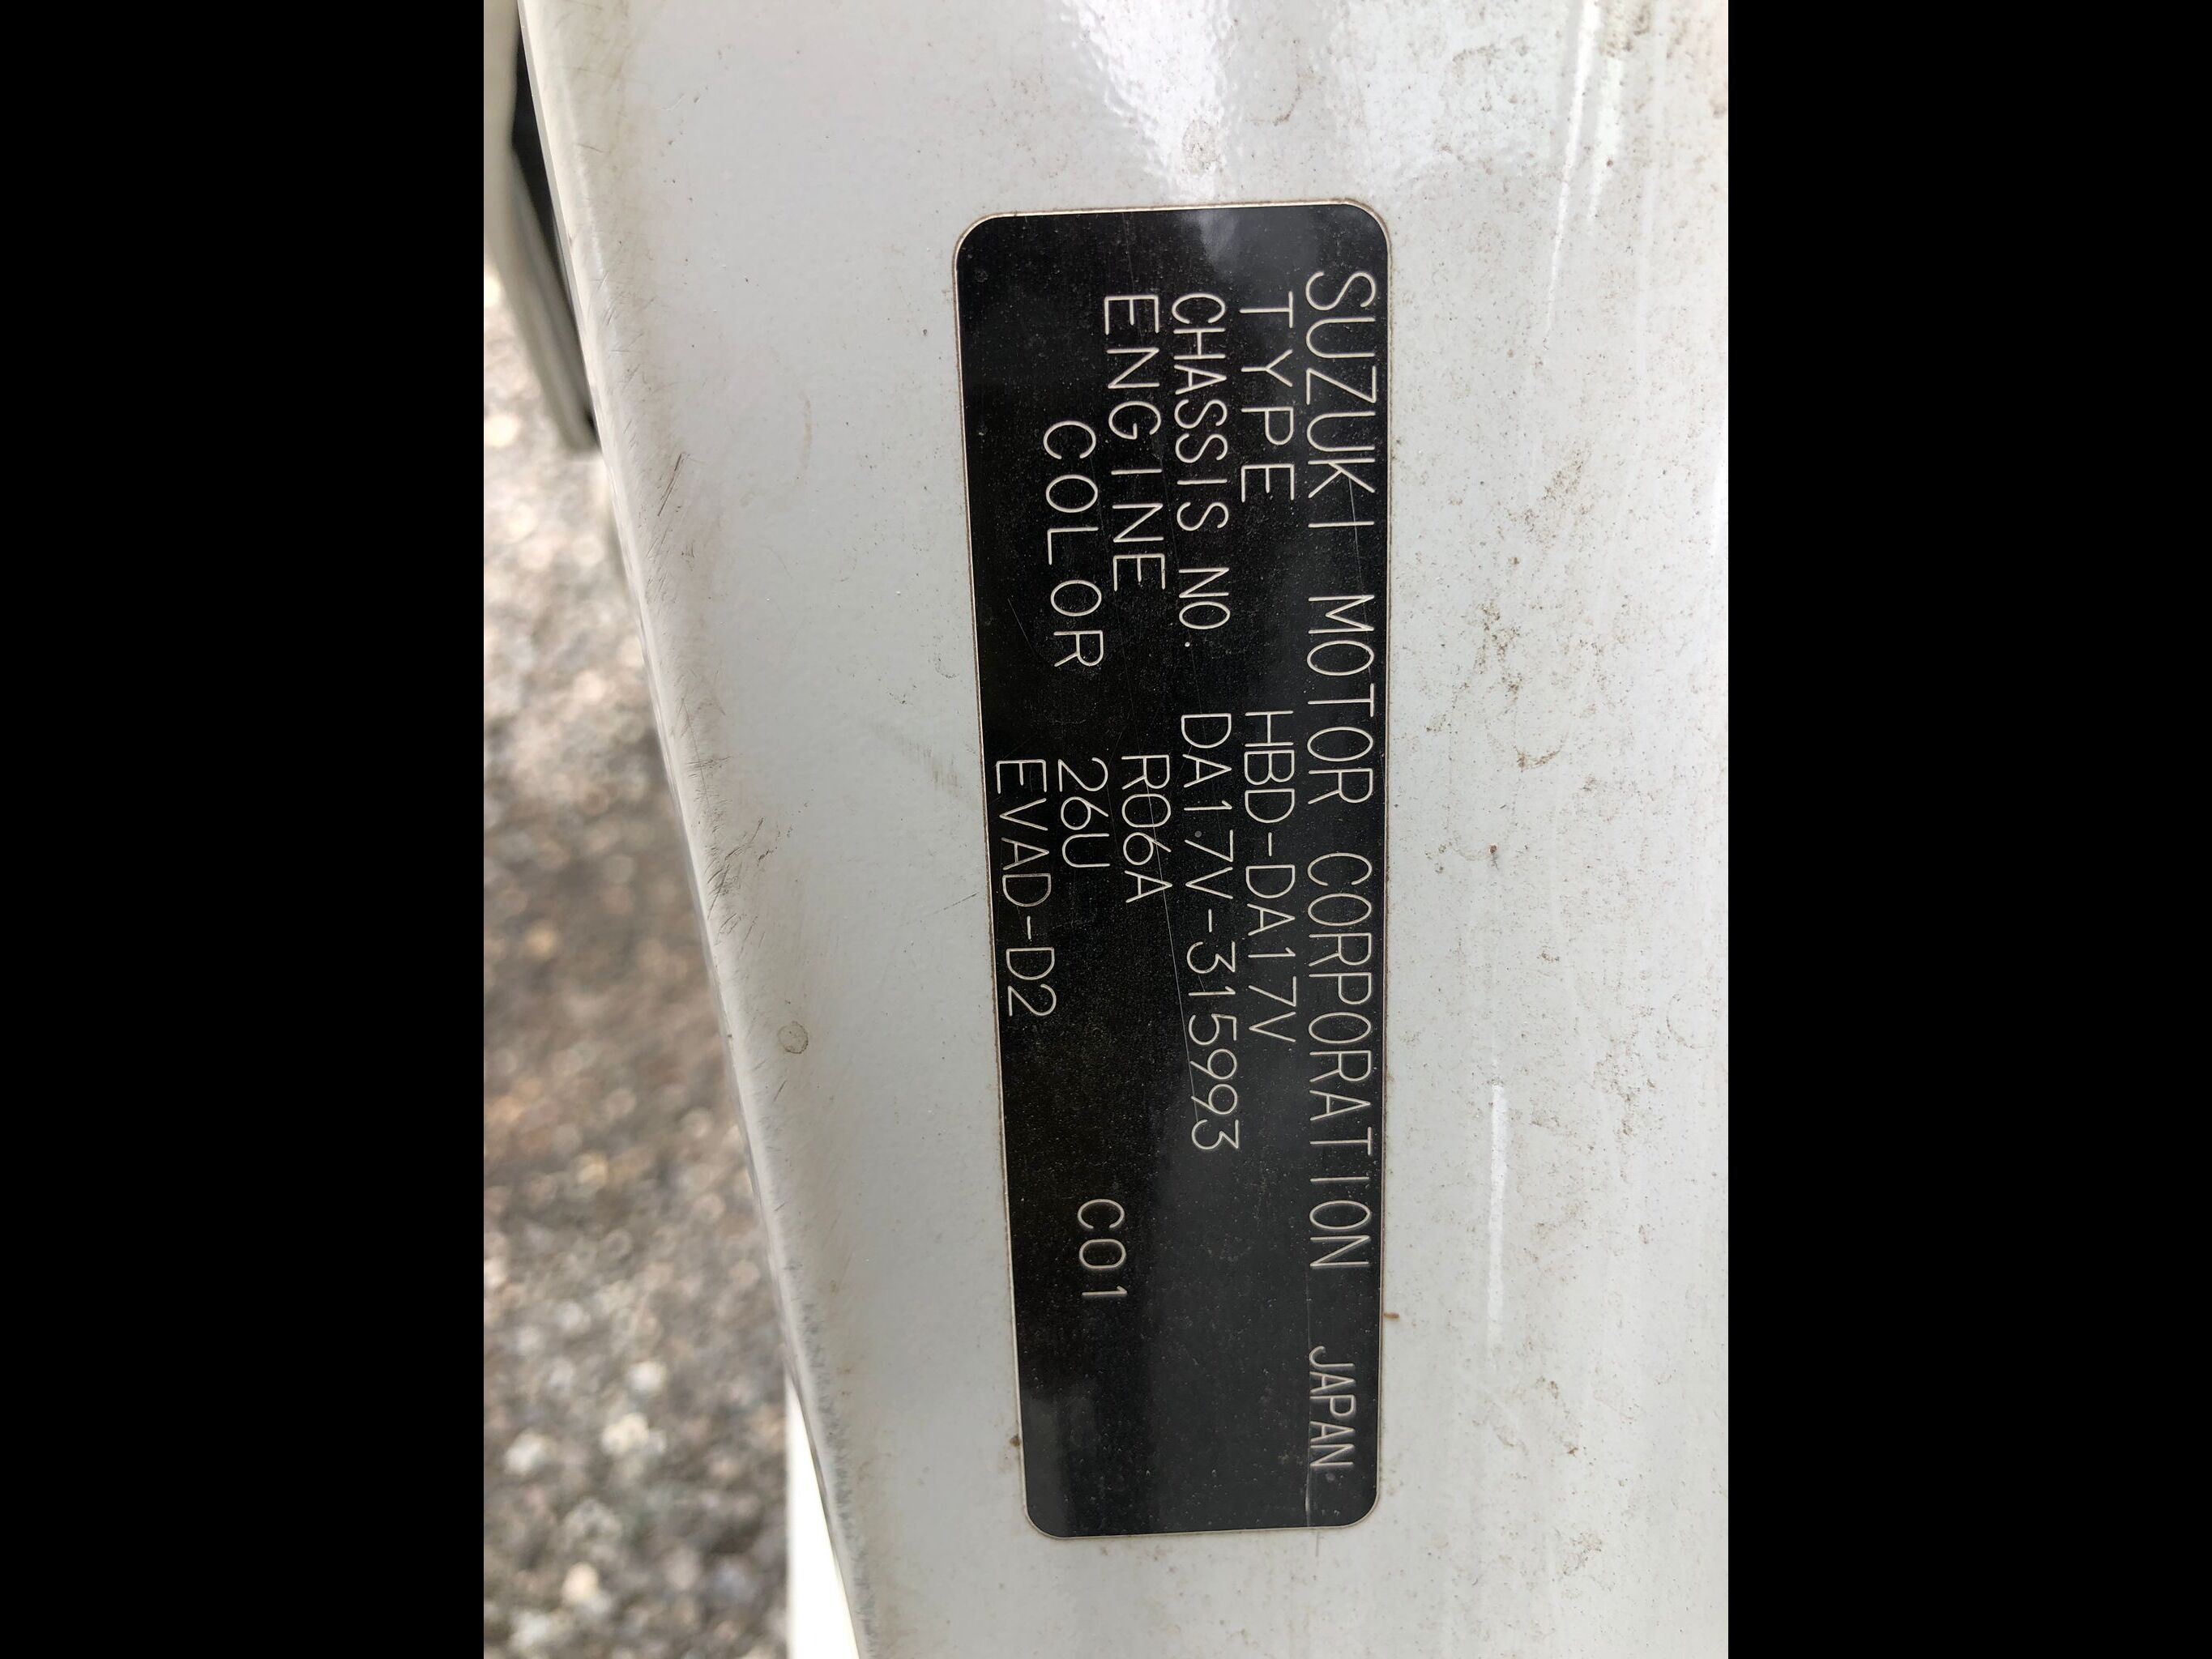 SUZUKI MOTOR CORPORATION JAPAN
TYPE HBD-DA17V
CHASSIS NO. DA17V-315993
ENGINE R06A
COLOR 26U C01
EVAD-D2